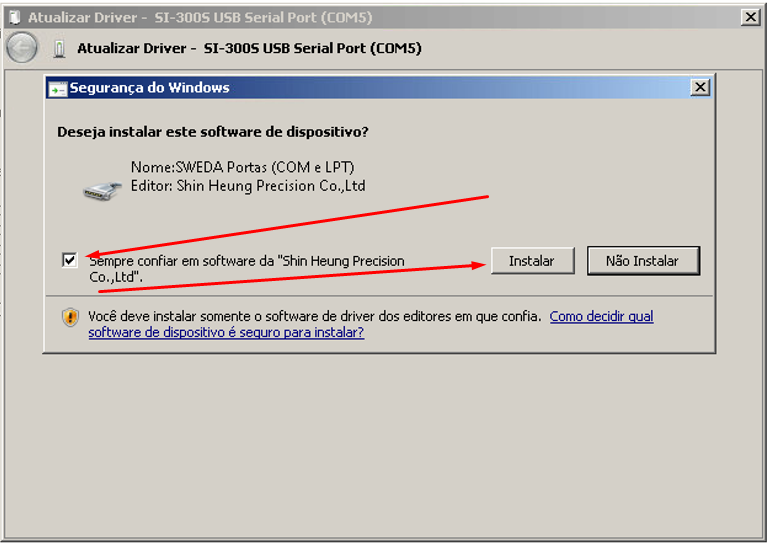 Atualizar Driver - SI-300S USB Serial Port (COM5)
Atualizar Driver - SI-300S USB Serial Port (COM5)
Segurança do Windows
Deseja instalar este software de dispositivo?
Nome:SWEDA Portas (COM e LPT)
Editor: Shin Heung Precision Co.,Ltd
Sempre confiar em software da "Shin Heung Precision
Co.,Ltd".
Instalar
Não Instalar
Você deve instalar somente o software de driver dos editores em que confia. Como decidir qual
software de dispositivo é seguro para instalar?